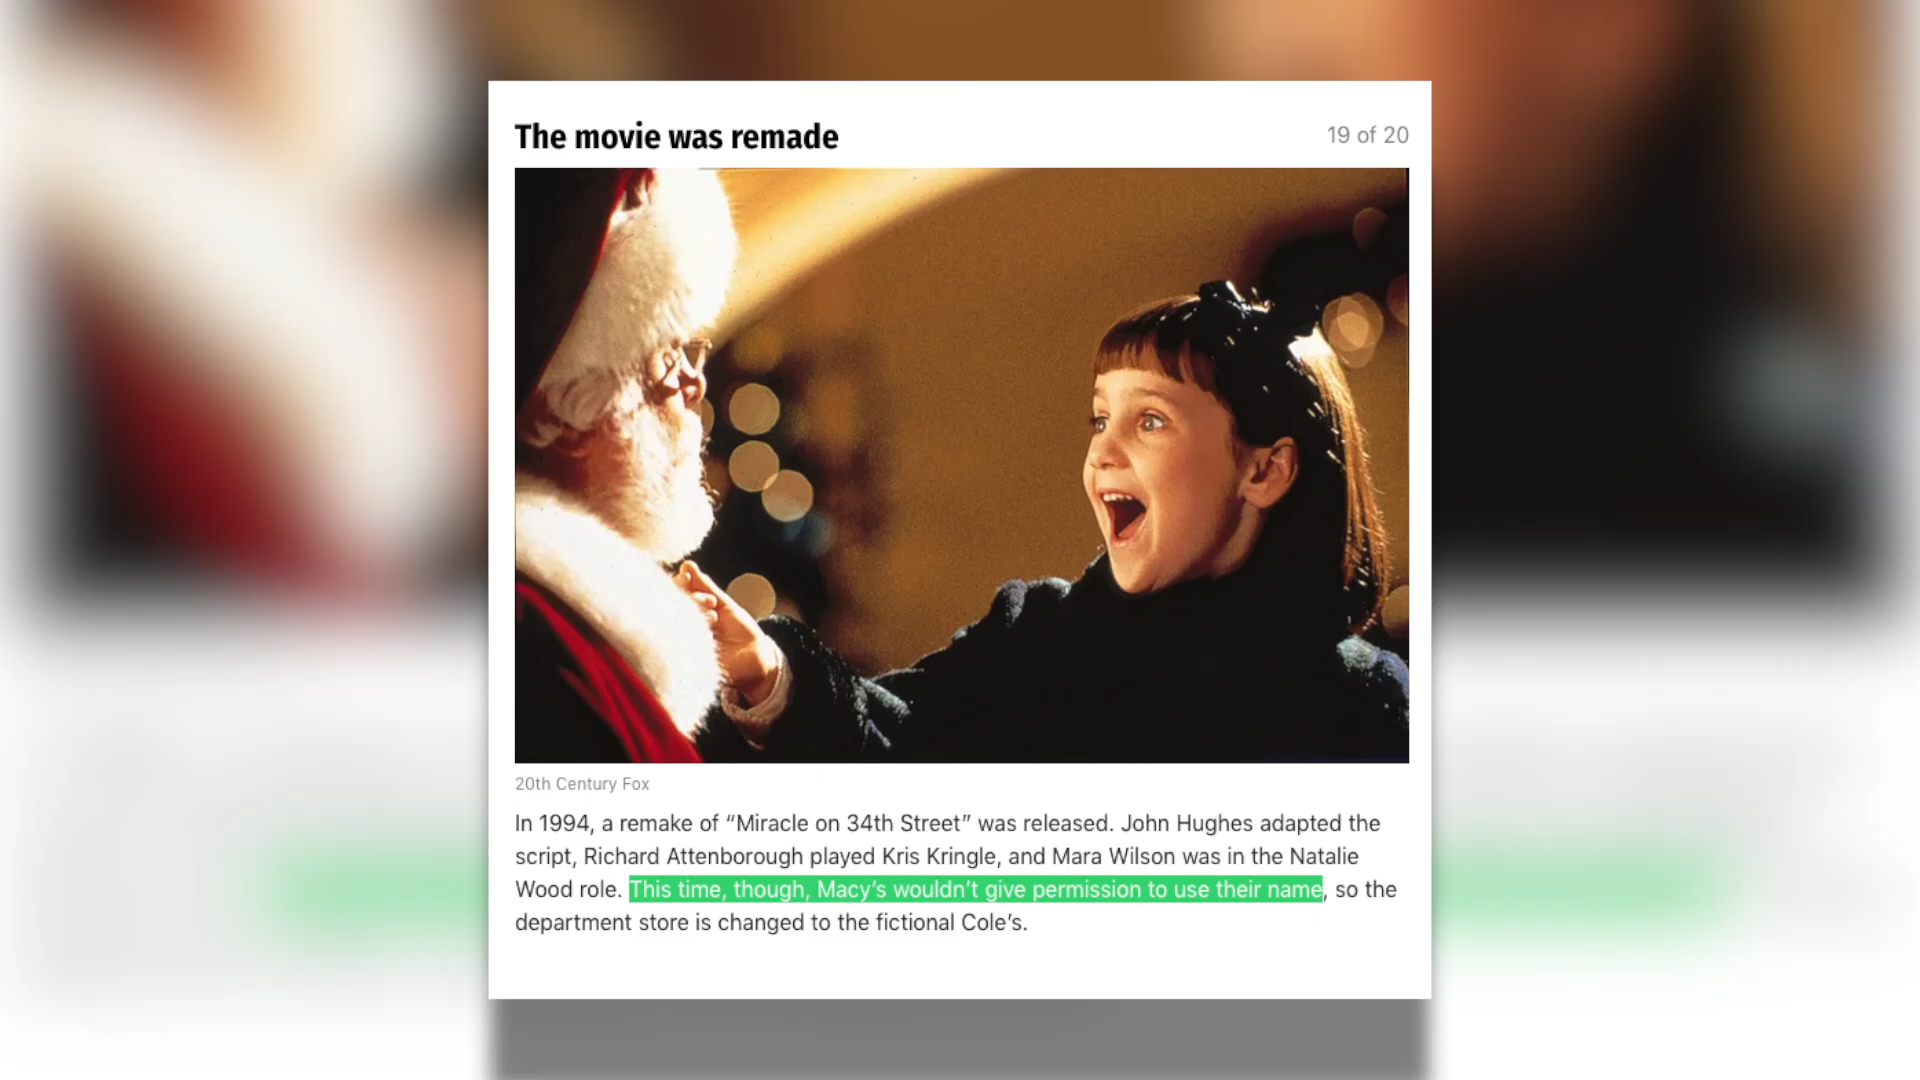 The movie was remade
19 of 20
20th Century Fox
In 1994, a remake of “Miracle on 34th Street” was released. John Hughes adapted the
script, Richard Attenborough played Kris Kringle, and Mara Wilson was in the Natalie
Wood role. This time, though, Macy’s wouldn’t give permission to use their name, so the
department store is changed to the fictional Cole’s.